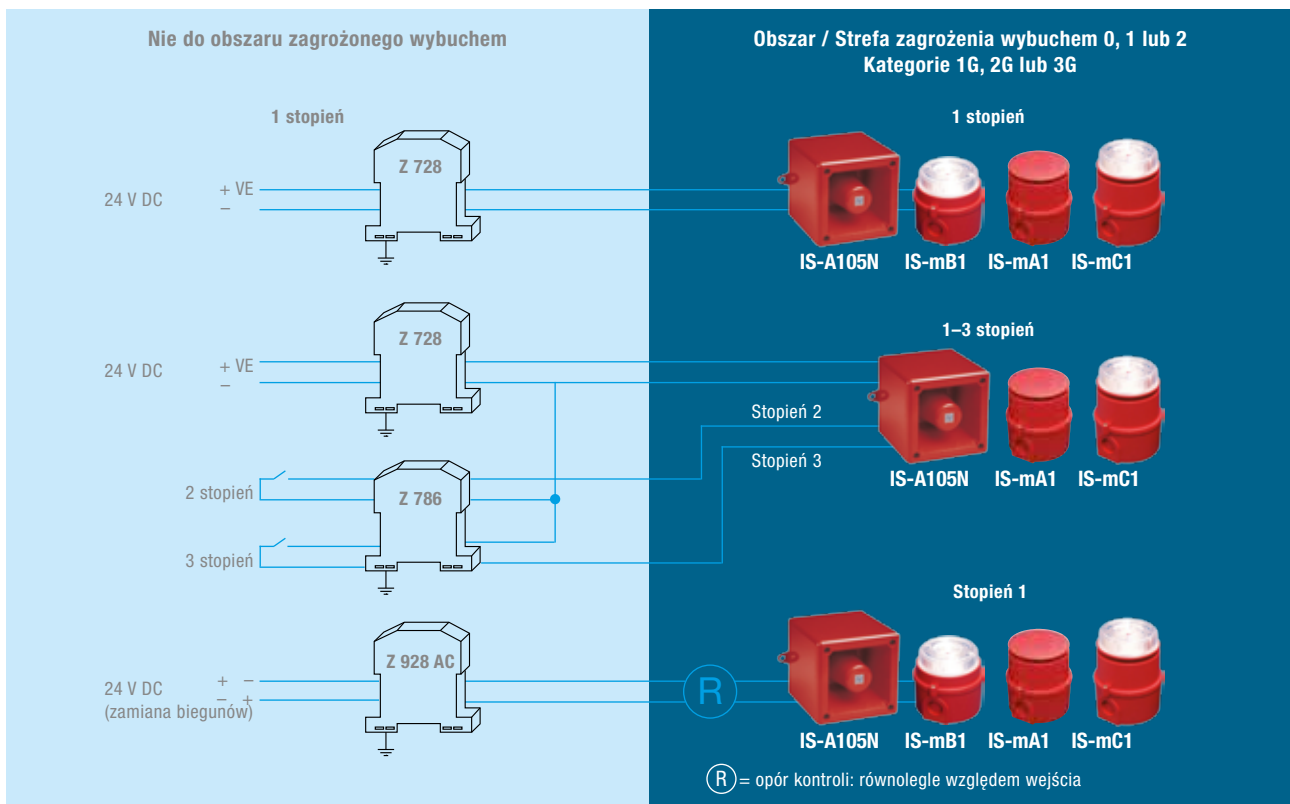 Nie do obszaru zagrożonego wybuchem
Obszar / Strefa zagrożenia wybuchem 0, 1 lub 2
Kategorie 1G, 2G lub 3G
1 stopień
Z 728
24 V DC
+ VE
–
1 stopień
IS-A105N IS-mB1 IS-mA1 IS-mC1
Z 728
24 V DC
+ VE
–
1–3 stopień
Stopień 2
Stopień 3
IS-A105N IS-mA1 IS-mC1
2 stopień
Z 786
3 stopień
Z 928 AC
24 V DC
(zamiana biegunów)
+ –
– +
Stopień 1
R
IS-A105N IS-mB1 IS-mA1 IS-mC1
R = opór kontroli: równolegle względem wejścia